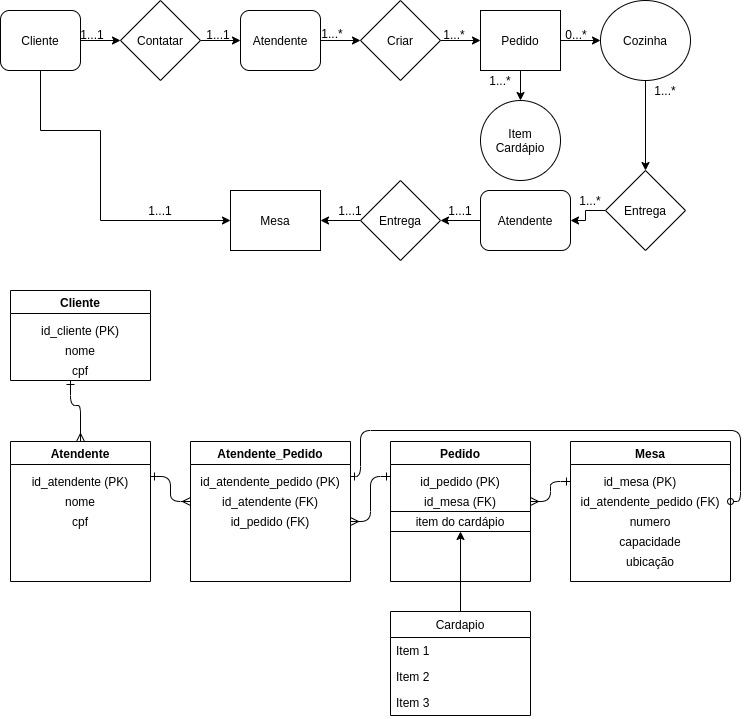 Cliente
1...1
Contatar
1...1
Atendente
1...*
Criar
1...*
Pedido
0...*
Cozinha
1...*
1...*
Item
Cardápio
1...1
Mesa
1...1
Entrega
1...1
Atendente
1...*
Entrega
Cliente
id_cliente (PK)
nome
cpf
Atendente
id_atendente (PK)
nome
cpf
Atendente_Pedido
id_atendente_pedido (PK)
id_atendente (FK)
id_pedido (FK)
Pedido
id_pedido (PK)
id_mesa (FK)
item do cardápio
Mesa
id_mesa (PK)
id_atendente_pedido (FK)
numero
capacidade
ubicação
Cardapio
Item 1
Item 2
Item 3